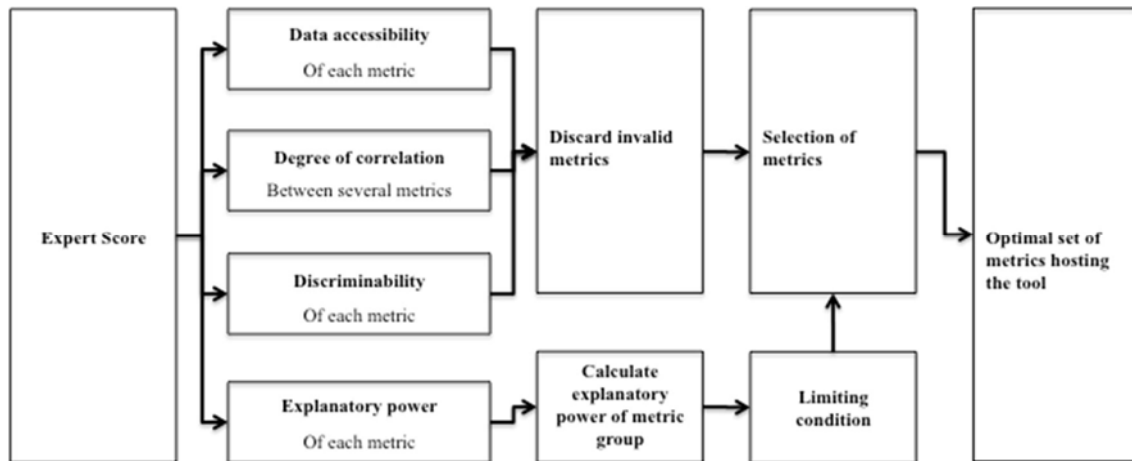 Expert Score
Data accessibility
Of each metric
Degree of correlation
Between several metrics
Discriminability
Of each metric
Explanatory power
Of each metric
Discard invalid
metrics
Calculate
explanatory
power of metric
group
Selection of
metrics
Limiting
condition
Optimal set of
metrics hosting
the tool